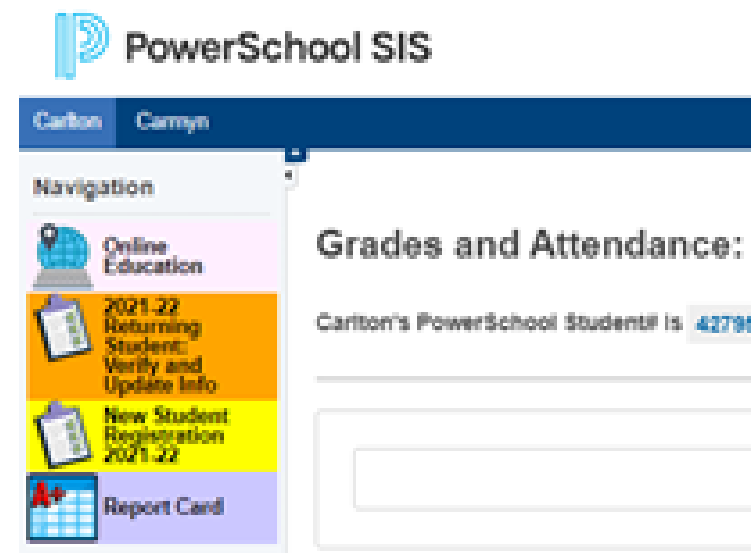 PowerSchool SIS
Carlton Carmyn
Navigation
Online
Education
2021-22
Returning
Student:
Verify and
Update Info
New Student
Registration
2021-22
A+
Report Card
Grades and Attendance:
Carlton's PowerSchool Student# is 42795